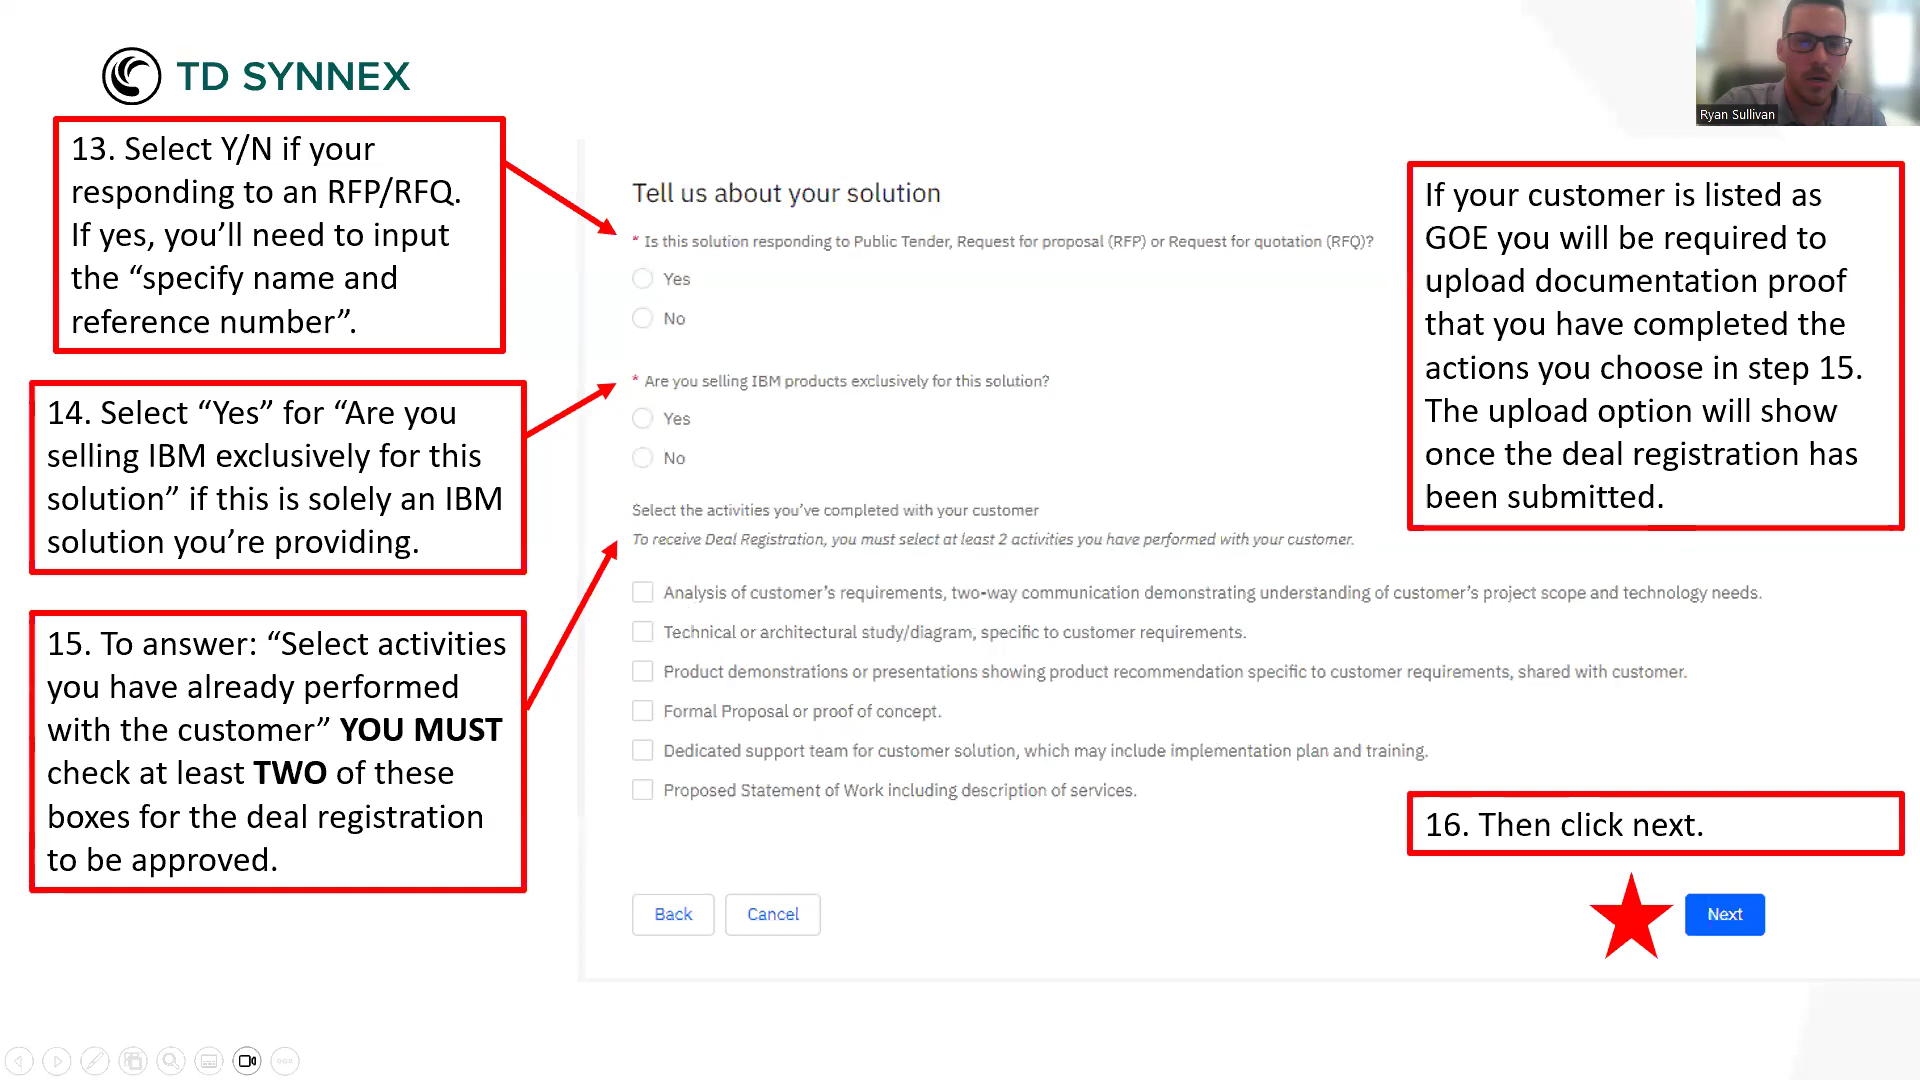 TD SYNNEX
Ryan Sullivan
13. Select Y/N if your
responding to an RFP/RFQ.
If yes, you’ll need to input
the “specify name and
reference number”.
14. Select “Yes” for “Are you
selling IBM exclusively for this
solution” if this is solely an IBM
solution you’re providing.
15. To answer: “Select activities
you have already performed
with the customer” YOU MUST
check at least TWO of these
boxes for the deal registration
to be approved.
Tell us about your solution
* Is this solution responding to Public Tender, Request for proposal (RFP) or Request for quotation (RFQ)?
Yes
No
* Are you selling IBM products exclusively for this solution?
Yes
No
Select the activities you’ve completed with your customer
To receive Deal Registration, you must select at least 2 activities you have performed with your customer.
Analysis of customer’s requirements, two-way communication demonstrating understanding of customer’s project scope and technology needs.
Technical or architectural study/diagram, specific to customer requirements.
Product demonstrations or presentations showing product recommendation specific to customer requirements, shared with customer.
Formal Proposal or proof of concept.
Dedicated support team for customer solution, which may include implementation plan and training.
Proposed Statement of Work including description of services.
Back
Cancel
Next
If your customer is listed as
GOE you will be required to
upload documentation proof
that you have completed the
actions you choose in step 15.
The upload option will show
once the deal registration has
been submitted.
16. Then click next.